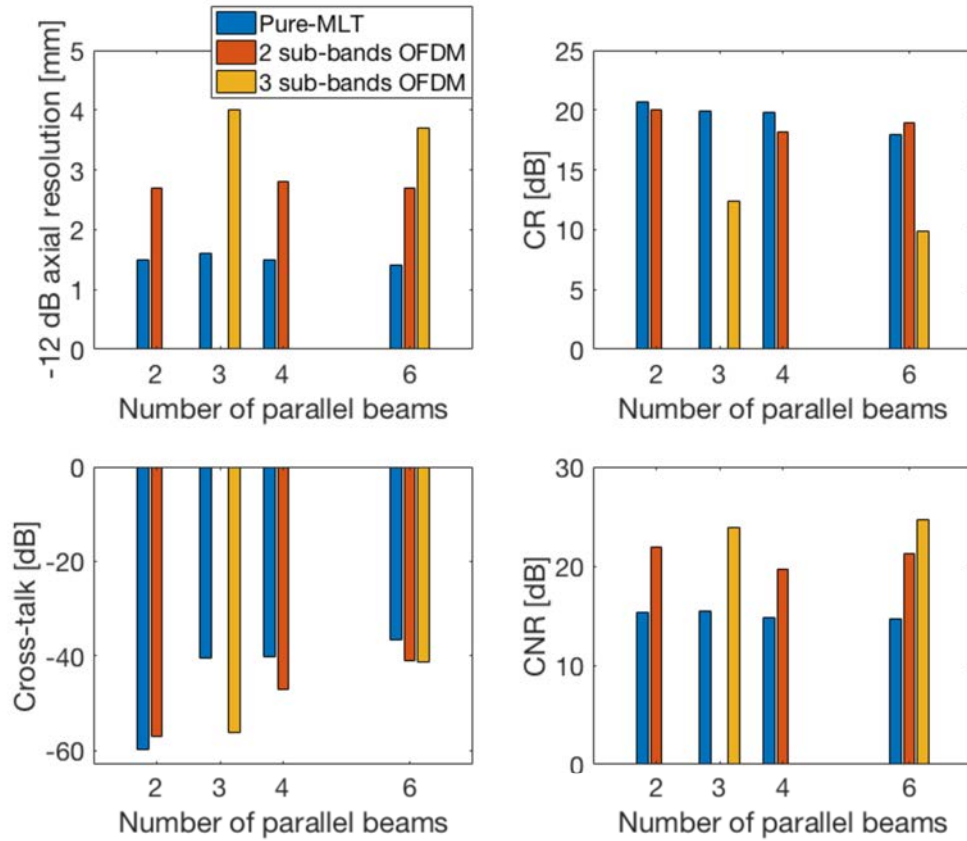 Pure-MLT
2 sub-bands OFDM
3 sub-bands OFDM
-12 dB axial resolution [mm]
5
4
3
2
1
0
2 3 4 6
Number of parallel beams
CR [dB]
25
20
15
10
5
0
2 3 4 6
Number of parallel beams
Cross-talk [dB]
0
-20
-40
-60
2 3 4 6
Number of parallel beams
CNR [dB]
30
20
10
0
2 3 4 6
Number of parallel beams